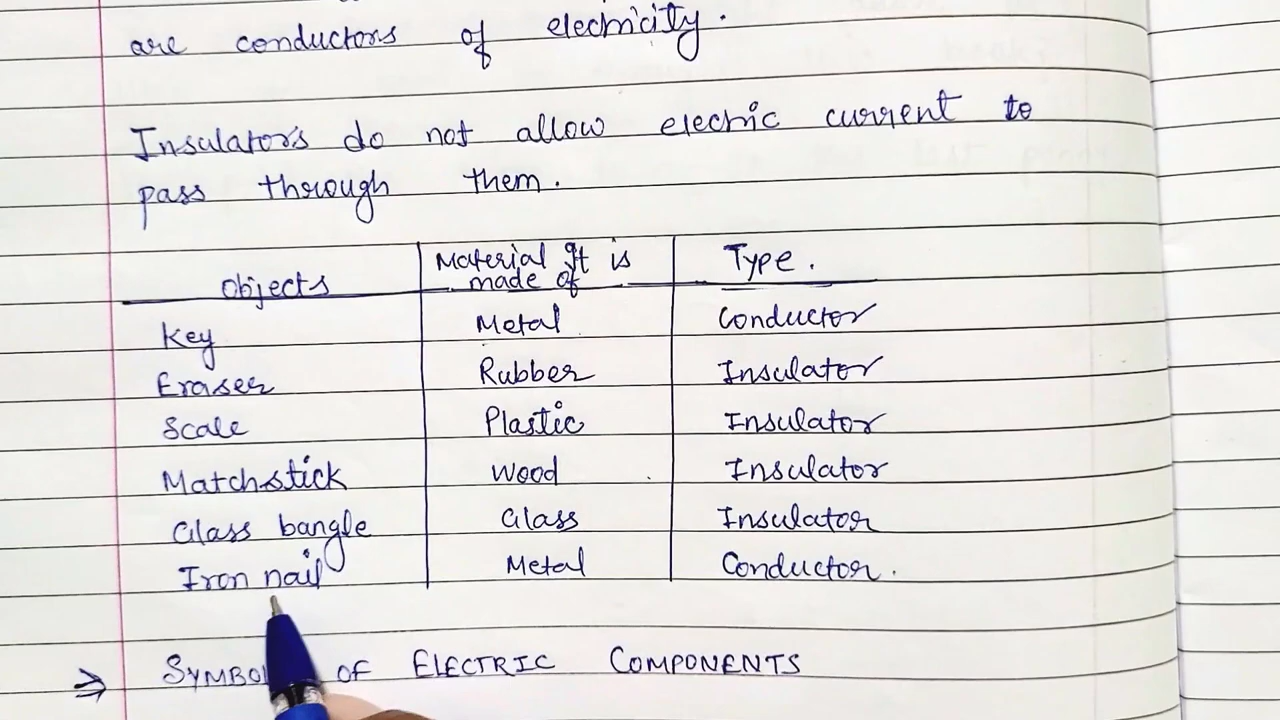 are conductors of electricity.
Insulators do not allow electric current to
pass through them.
Objects Material It is made of Type.
Key Metal Conductor
Eraser Rubber Insulator
Scale Plastic Insulator
Matchstick Wood Insulator
Glass bangle Glass Insulator
Iron nail Metal Conductor.
⇒ SYMBOL OF ELECTRIC COMPONENTS